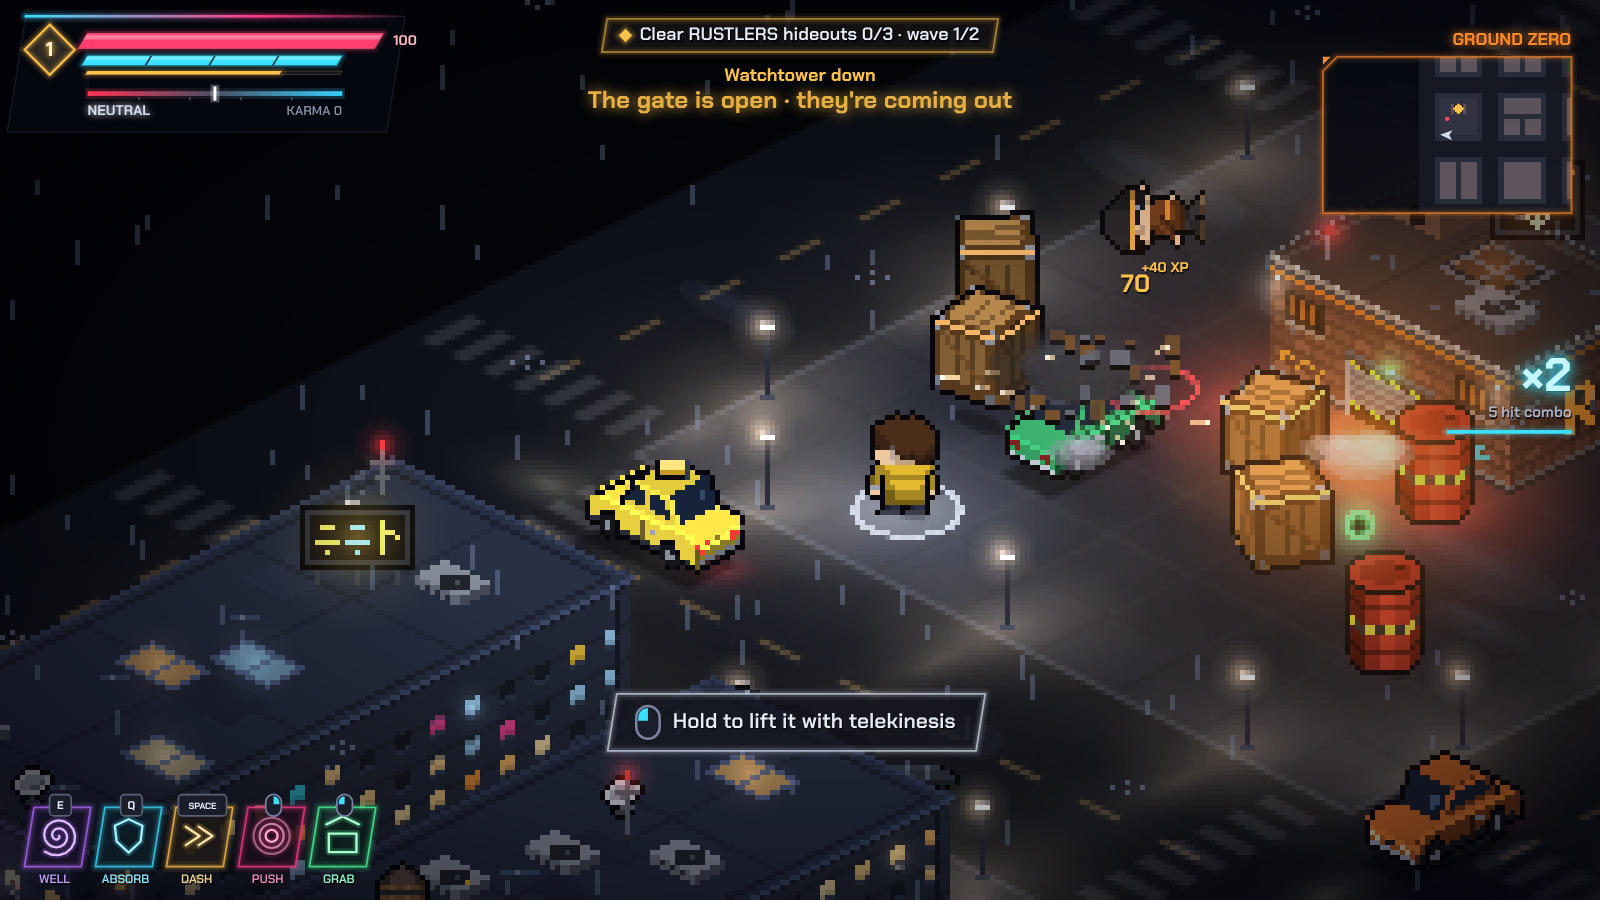 1
100
NEUTRAL
KARMA 0
Clear RUSTLERS hideouts 0/3 · wave 1/2
Watchtower down
The gate is open · they're coming out
GROUND ZERO
+40 XP
70
×2
5 hit combo
Hold to lift it with telekinesis
E
Q
SPACE
WELL
ABSORB
DASH
PUSH
GRAB